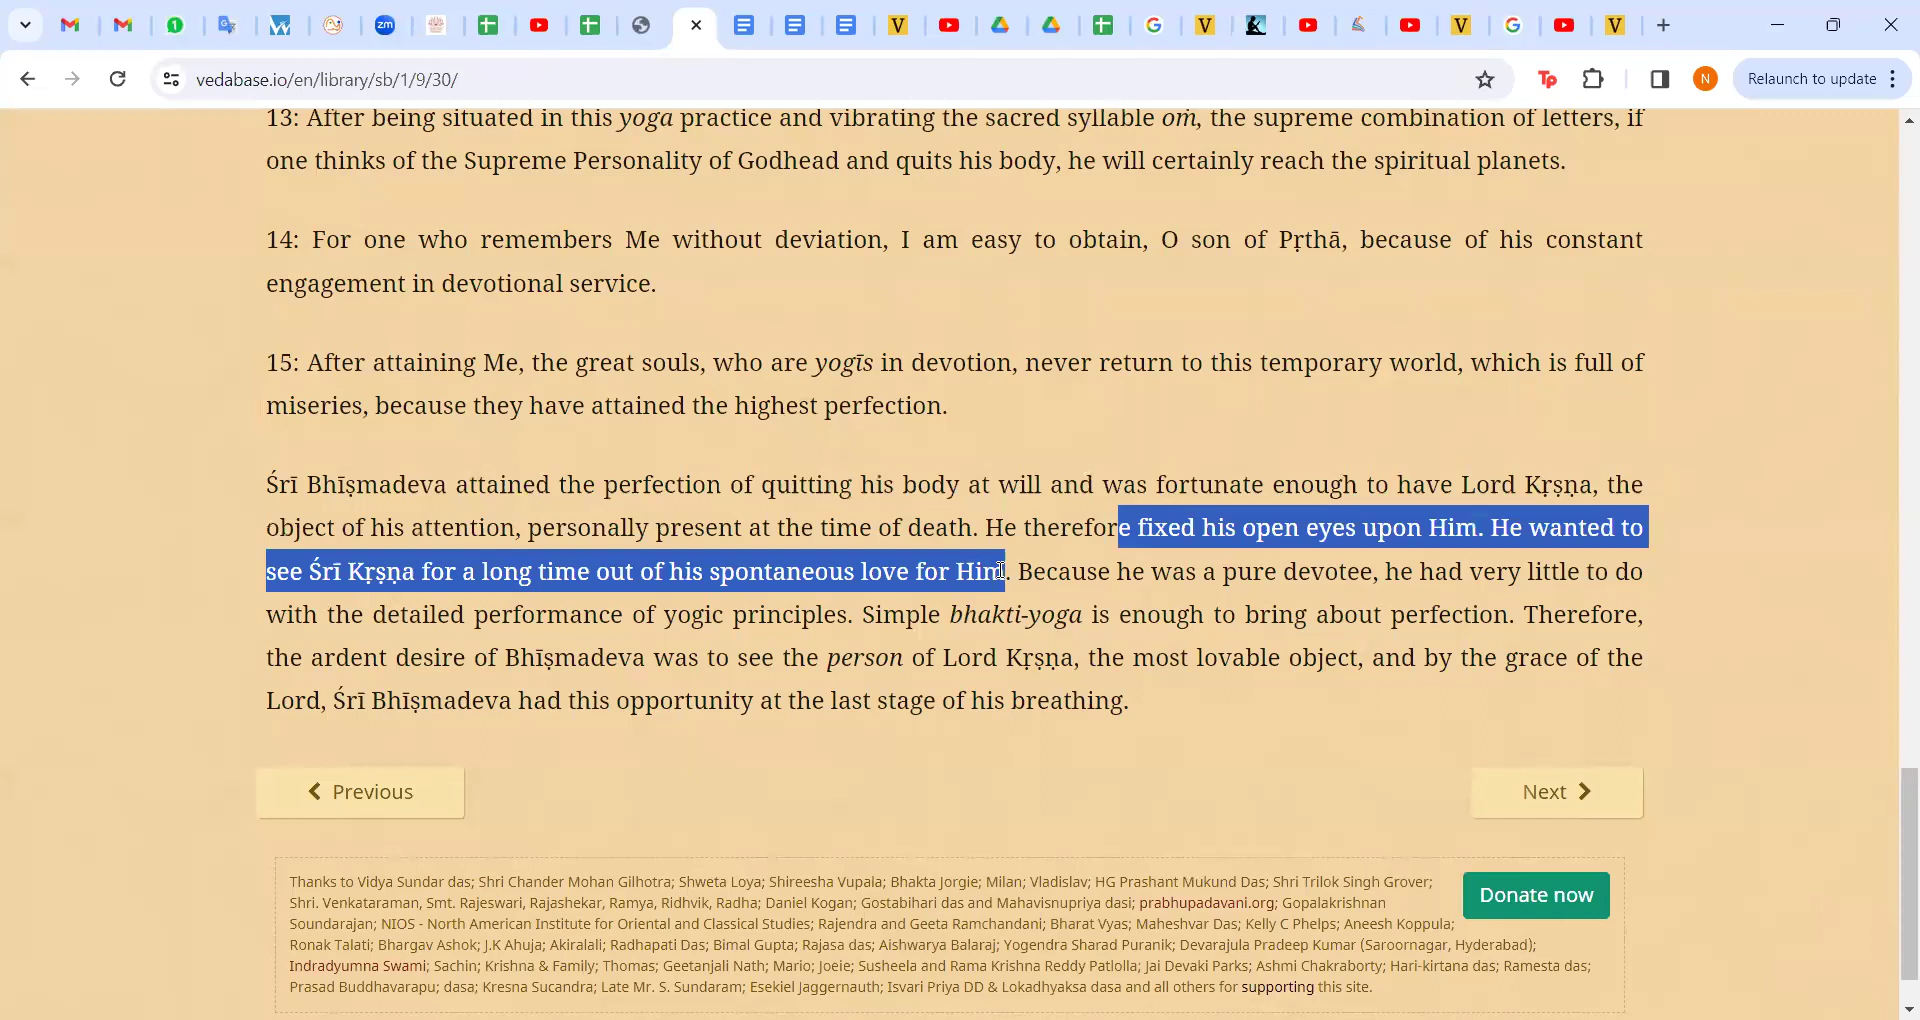 vedabase.io/en/library/sb/1/9/30/
N
Relaunch to update
13: After being situated in this yoga practice and vibrating the sacred syllable oṁ, the supreme combination of letters, if
one thinks of the Supreme Personality of Godhead and quits his body, he will certainly reach the spiritual planets.
14: For one who remembers Me without deviation, I am easy to obtain, O son of Pṛthā, because of his constant
engagement in devotional service.
15: After attaining Me, the great souls, who are yogīs in devotion, never return to this temporary world, which is full of
miseries, because they have attained the highest perfection.
Śrī Bhīṣmadeva attained the perfection of quitting his body at will and was fortunate enough to have Lord Kṛṣṇa, the
object of his attention, personally present at the time of death. He therefore fixed his open eyes upon Him. He wanted to
see Śrī Kṛṣṇa for a long time out of his spontaneous love for Him. Because he was a pure devotee, he had very little to do
with the detailed performance of yogic principles. Simple bhakti-yoga is enough to bring about perfection. Therefore,
the ardent desire of Bhīṣmadeva was to see the person of Lord Kṛṣṇa, the most lovable object, and by the grace of the
Lord, Śrī Bhīṣmadeva had this opportunity at the last stage of his breathing.
Previous
Next
Thanks to Vidya Sundar das; Shri Chander Mohan Gilhotra; Shweta Loya; Shireesha Vupala; Bhakta Jorgie; Milan; Vladislav; HG Prashant Mukund Das; Shri Trilok Singh Grover;
Shri. Venkataraman, Smt. Rajeswari, Rajashekar, Ramya, Ridhvik, Radha; Daniel Kogan; Gostabihari das and Mahavisnupriya dasi; prabhupadavani.org; Gopalakrishnan
Soundarajan; NIOS - North American Institute for Oriental and Classical Studies; Rajendra and Geeta Ramchandani; Bharat Vyas; Maheshvar Das; Kelly C Phelps; Aneesh Koppula;
Ronak Talati; Bhargav Ashok; J.K Ahuja; Akiralali; Radhapati Das; Bimal Gupta; Rajasa das; Aishwarya Balaraj; Yogendra Sharad Puranik; Devarajula Pradeep Kumar (Saroornagar, Hyderabad);
Indradyumna Swami; Sachin; Krishna & Family; Thomas; Geetanjali Nath; Mario; Joeie; Susheela and Rama Krishna Reddy Patlolla; Jai Devaki Parks; Ashmi Chakraborty; Hari-kirtana das; Ramesta das;
Prasad Buddhavarapu; dasa; Kresna Sucandra; Late Mr. S. Sundaram; Esekiel Jaggernauth; Isvari Priya DD & Lokadhyaksa dasa and all others for supporting this site.
Donate now